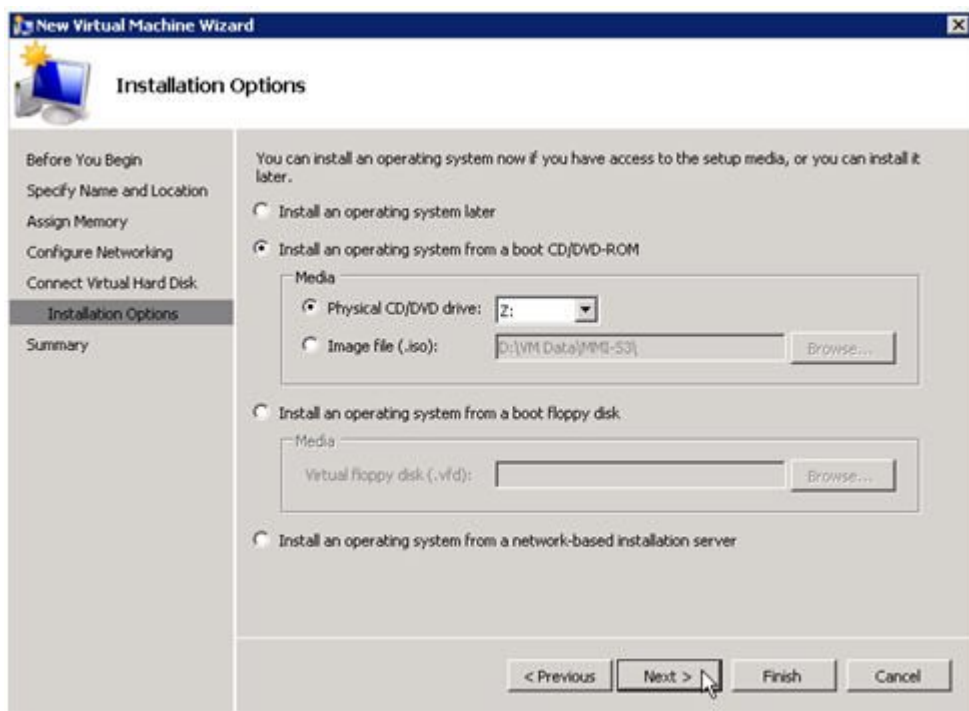 New Virtual Machine Wizard
Installation Options
Before You Begin
Specify Name and Location
Assign Memory
Configure Networking
Connect Virtual Hard Disk
Installation Options
Summary
You can install an operating system now if you have access to the setup media, or you can install it
later.
Install an operating system later
Install an operating system from a boot CD/DVD-ROM
Media
Physical CD/DVD drive:
Z:
Image file (.iso):
D:\VM Data\MMI-S3\
Browse...
Install an operating system from a boot floppy disk
Media
Virtual floppy disk (.vfd):
Browse...
Install an operating system from a network-based installation server
< Previous
Next >
Finish
Cancel